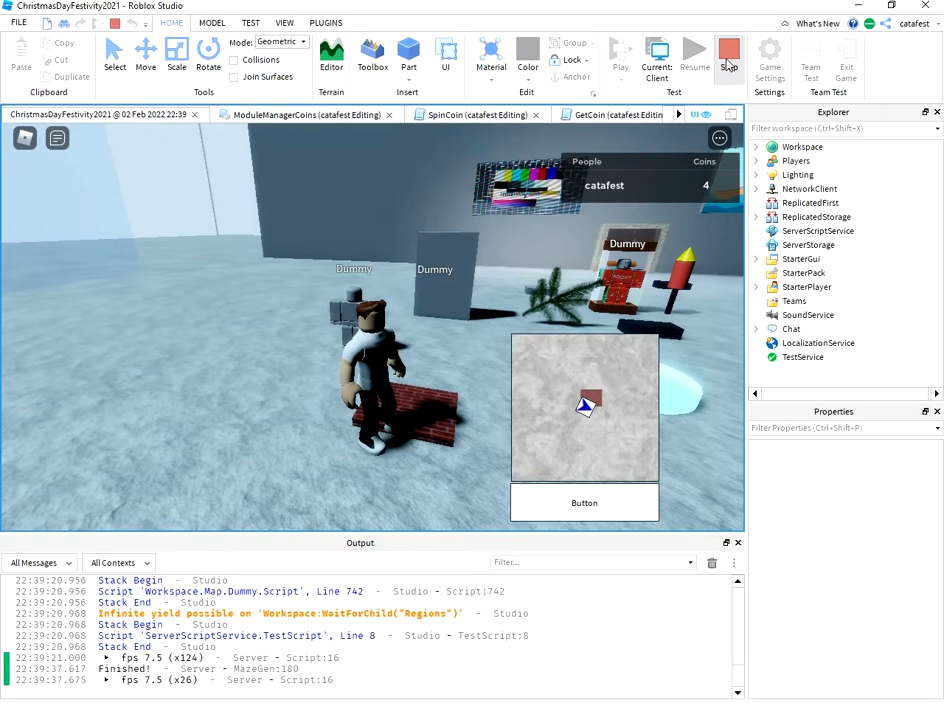 ChristmasDayFestivity2021 - Roblox Studio
FILE HOME MODEL TEST VIEW PLUGINS What's New catafest
Paste
Copy
Cut
Duplicate
Clipboard
Select Move Scale Rotate
Mode: Geometric
Collisions
Join Surfaces
Tools
Editor
Terrain
Toolbox Part UI
Insert
Material Color
Group
Lock
Anchor
Edit
Play Current: Client Resume Stop
Test
Game Settings
Settings
Team Test Exit Game
Team Test
ChristmasDayFestivity2021 @ 02 Feb 2022 22:39 ModuleManagerCoins (catafest Editing) SpinCoin (catafest Editing) GetCoin (catafest Editin UI
People Coins
catafest 4
Dummy
Dummy
Dummy
FRONT
Button
Explorer
Filter workspace (Ctrl+Shift+X)
Workspace
Players
Lighting
NetworkClient
ReplicatedFirst
ReplicatedStorage
ServerScriptService
ServerStorage
StarterGui
StarterPack
StarterPlayer
Teams
SoundService
Chat
LocalizationService
TestService
Properties
Filter Properties (Ctrl+Shift+P)
Output
All Messages All Contexts Filter...
22:39:20.956 Stack Begin - Studio
22:39:20.956 Script 'Workspace.Map.Dummy.Script', Line 742 - Studio - Script:742
22:39:20.956 Stack End - Studio
22:39:20.968 Infinite yield possible on 'Workspace:WaitForChild("Regions")' - Studio
22:39:20.968 Stack Begin - Studio
22:39:20.968 Script 'ServerScriptService.TestScript', Line 8 - Studio - TestScript:8
22:39:20.968 Stack End - Studio
22:39:21.000 fps 7.5 (x124) - Server - Script:16
22:39:37.617 Finished! - Server - MazeGen:180
22:39:37.675 fps 7.5 (x26) - Server - Script:16